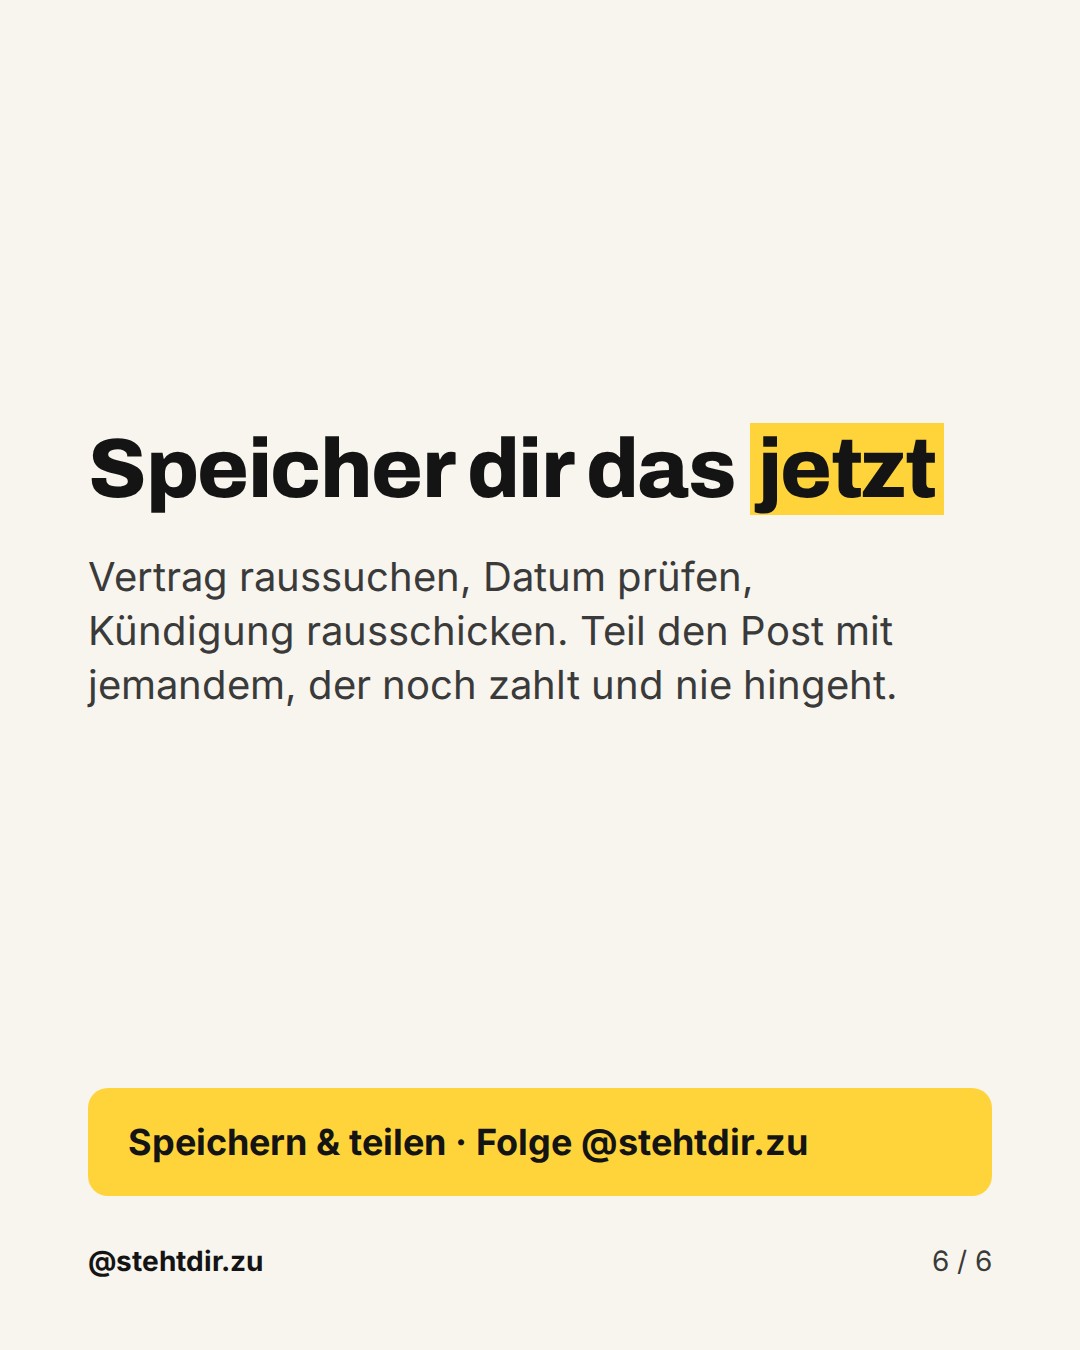 Speicher dir das jetzt
Vertrag raussuchen, Datum prüfen,
Kündigung rausschicken. Teil den Post mit
jemandem, der noch zahlt und nie hingeht.
Speichern & teilen · Folge @stehtdir.zu
@stehtdir.zu
6 / 6